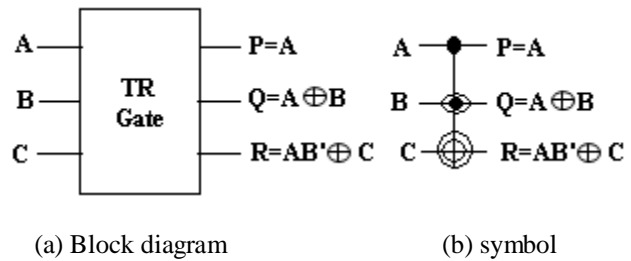 A P=A A P=A
B TR Gate Q=A⊕B B Q=A⊕B
C R=AB'⊕ C C R=AB'⊕ C
(a) Block diagram (b) symbol